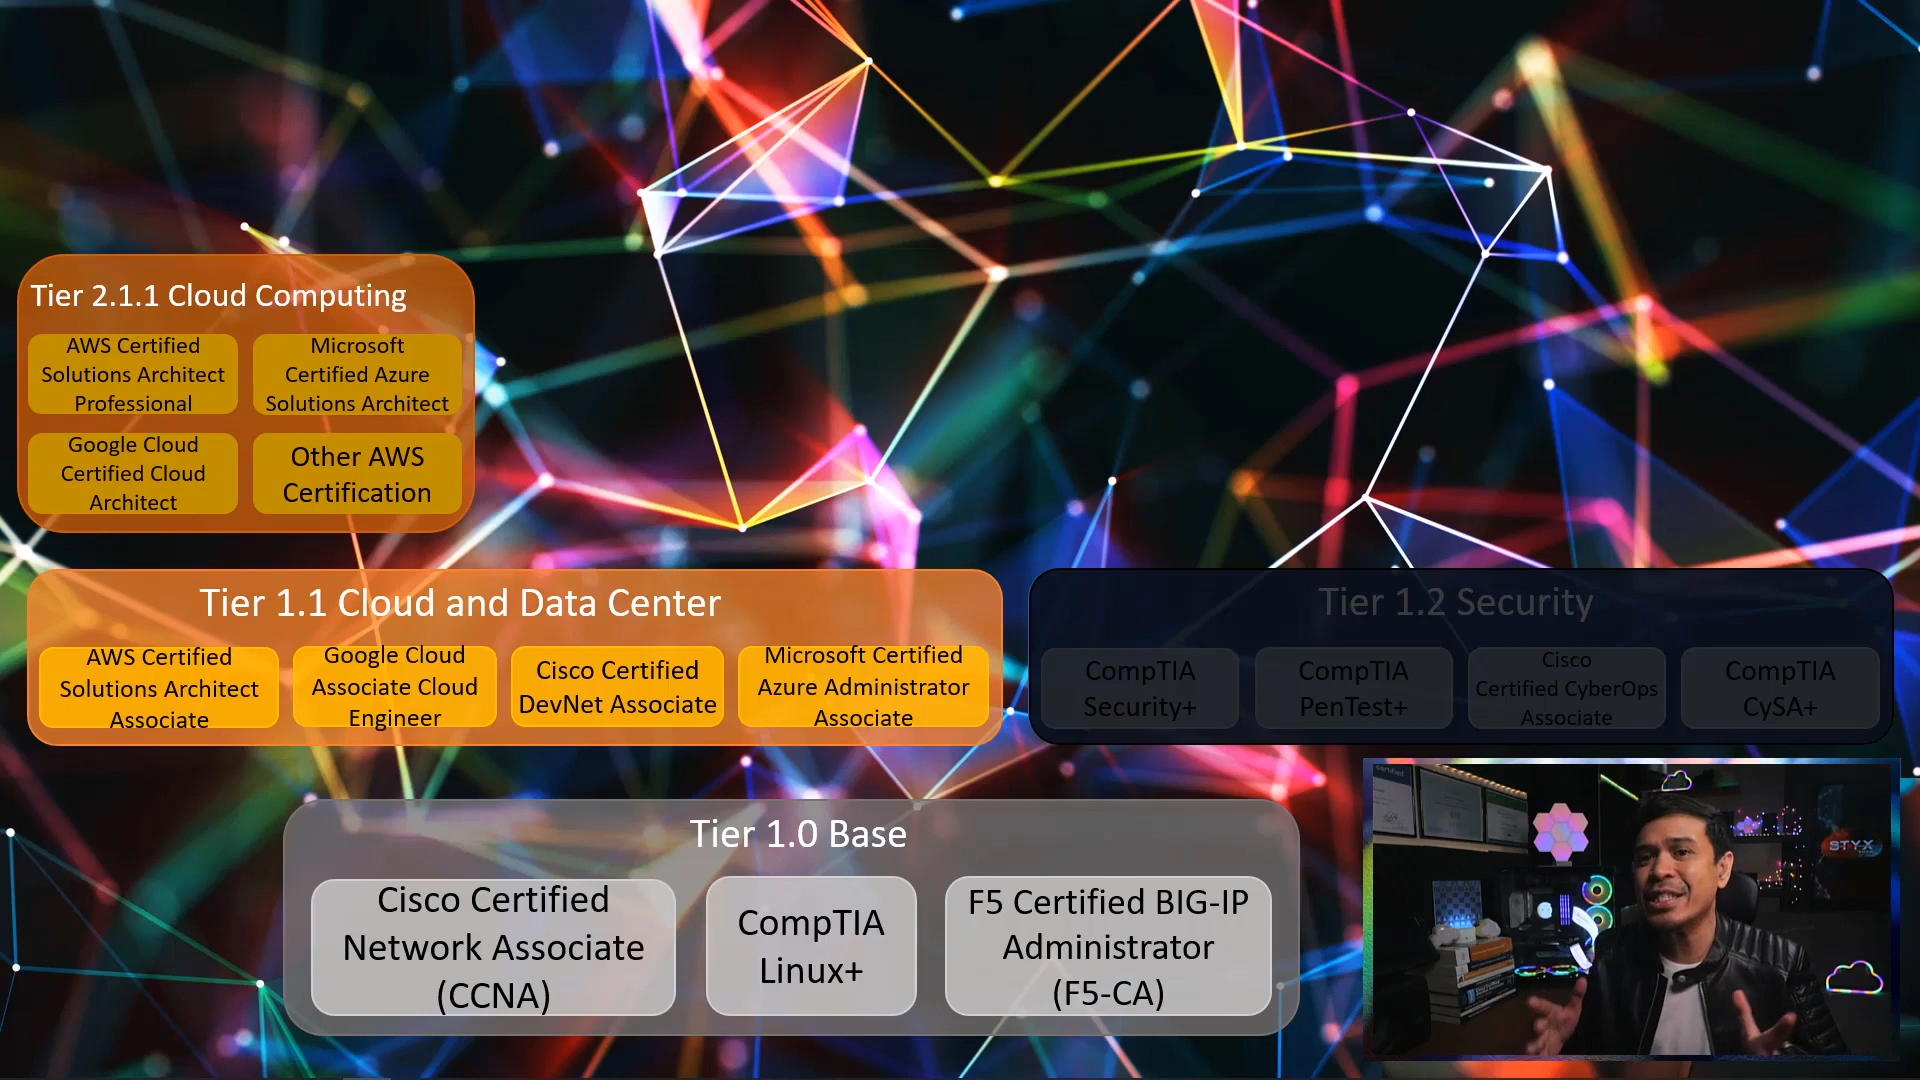 Tier 2.1.1 Cloud Computing
AWS Certified
Solutions Architect
Professional
Microsoft
Certified Azure
Solutions Architect
Google Cloud
Certified Cloud
Architect
Other AWS
Certification
Tier 1.1 Cloud and Data Center
AWS Certified
Solutions Architect
Associate
Google Cloud
Associate Cloud
Engineer
Cisco Certified
DevNet Associate
Microsoft Certified
Azure Administrator
Associate
Tier 1.2 Security
CompTIA
Security+
CompTIA
PenTest+
Cisco
Certified CyberOps
Associate
CompTIA
CySA+
Tier 1.0 Base
Cisco Certified
Network Associate
(CCNA)
CompTIA
Linux+
F5 Certified BIG-IP
Administrator
(F5-CA)
certified
STYX